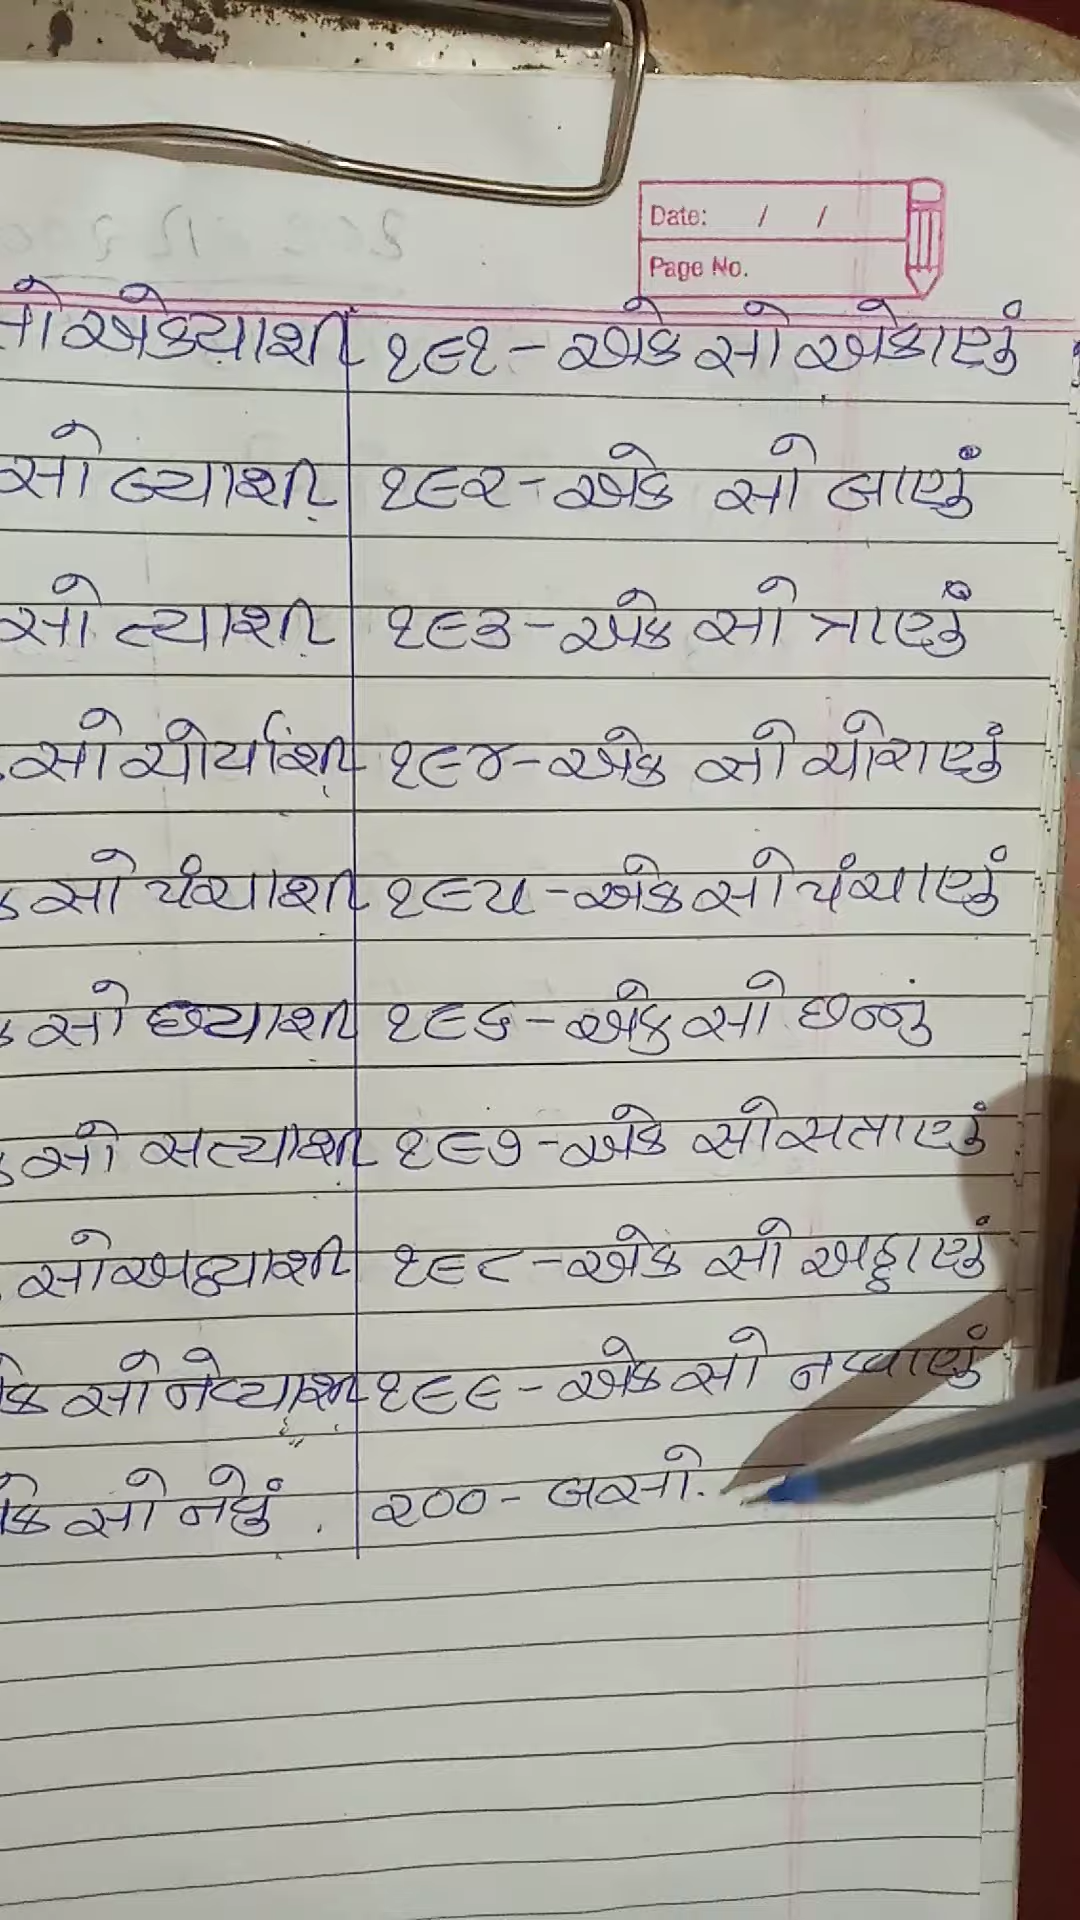 Date: / /
Page No.
સો એક્યાશી ૧૯૧ - એક સો એકાણું
સો બ્યાશી ૧૯૨ - એક સો બાણું
સો ત્યાશી ૧૯૩ - એક સો ત્રાણું
સો ચોર્યાશી ૧૯૪ - એક સો ચોરાણું
ક સો પંચાશી ૧૯૫ - એક સો પંચાણું
ક સો છ્યાશી ૧૯૬ - એક સો છન્નું
ક સો સત્યાશી ૧૯૭ - એક સો સતાણું
સો અઠ્યાશી ૧૯૮ - એક સો અઠ્ઠાણું
ક સો નેવ્યાશી ૧૯૯ - એક સો નવ્વાણું
ક સો નેવું. ૨૦૦ - બસો.